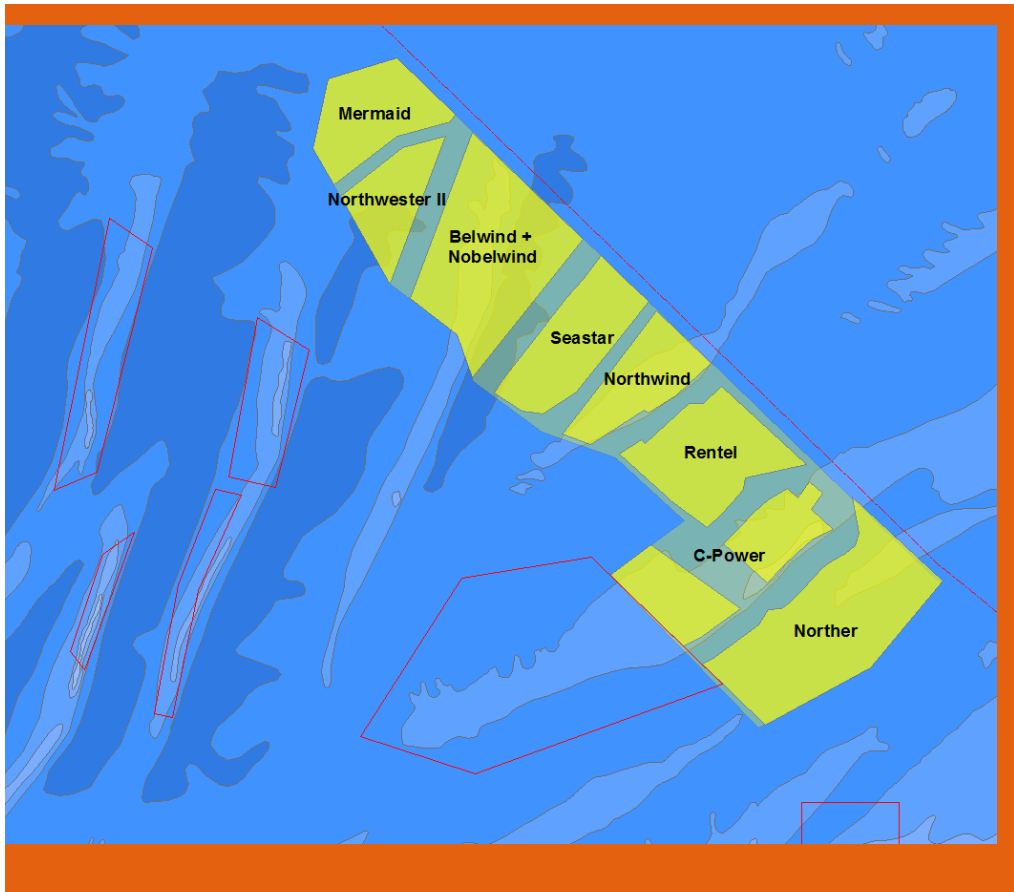 Mermaid
Northwester II
Belwind +
Nobelwind
Seastar
Northwind
Rentel
C-Power
Norther